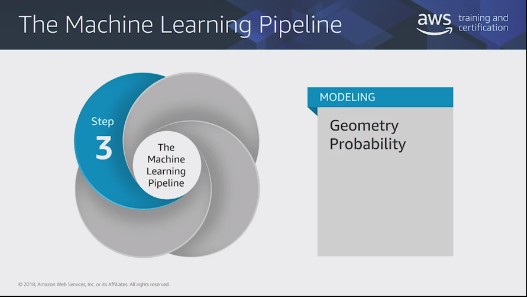 The Machine Learning Pipeline
aws training and
certification
Step
3
The
Machine
Learning
Pipeline
MODELING
Geometry
Probability
© 2018, Amazon Web Services, Inc. or its Affiliates. All rights reserved.